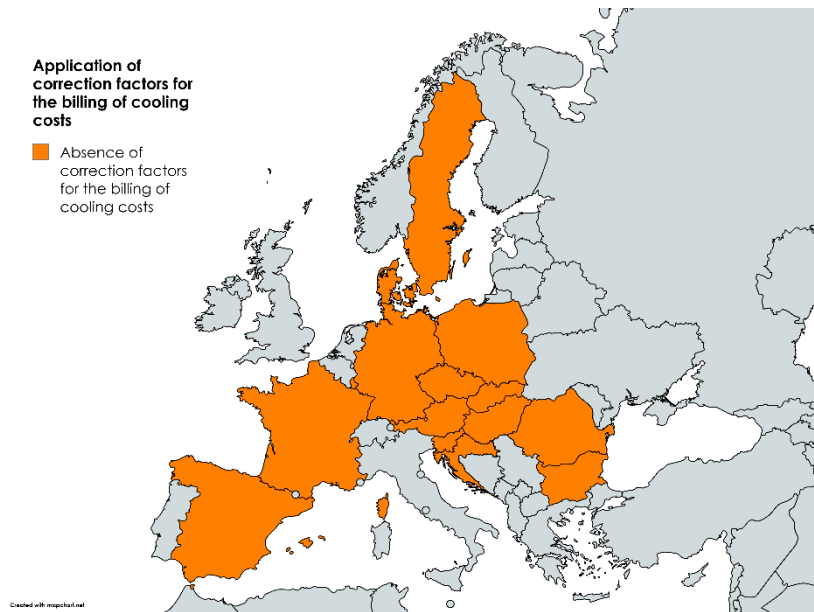 Application of
correction factors for
the billing of cooling
costs
Absence of
correction factors
for the billing of
cooling costs
Created with mapchart.net